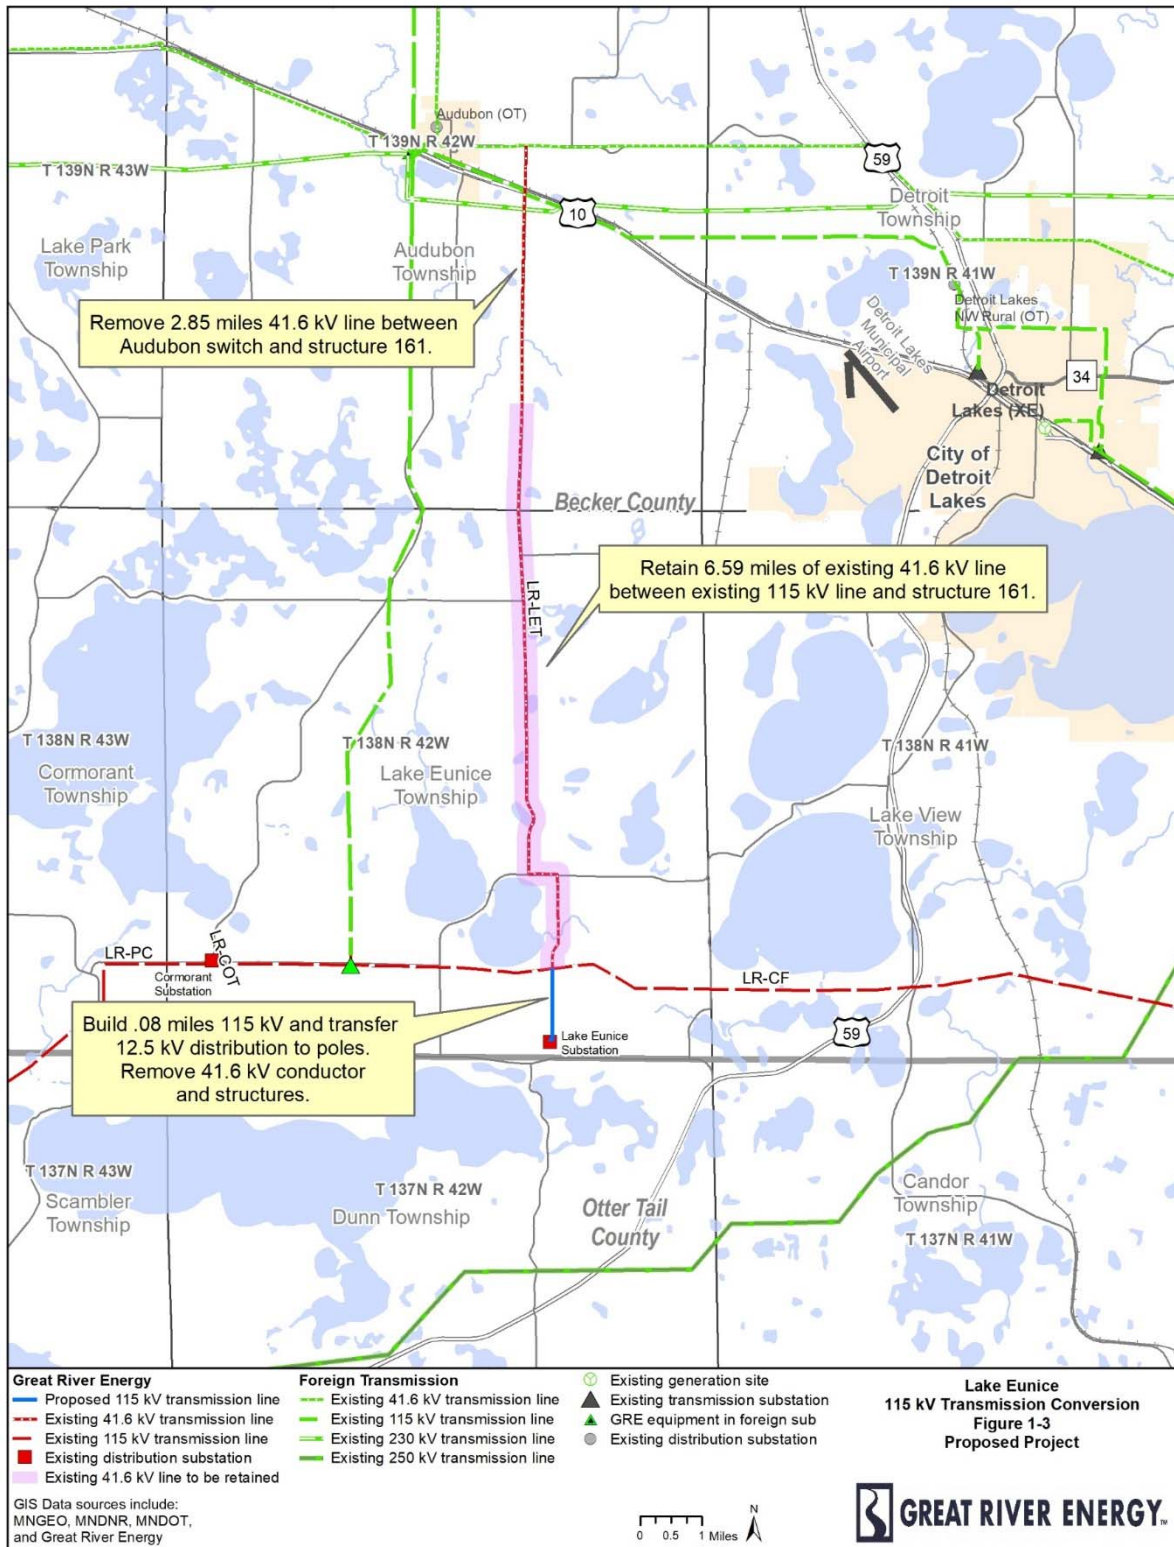 Audubon (OT)
T 139N R 42W
59
T 139N R 43W
Detroit
Township
10
Lake Park
Township
Audubon
Township
T 139N R 41W
Detroit Lakes
NW Rural (OT)
Remove 2.85 miles 41.6 kV line between
Audubon switch and structure 161.
Detroit Lakes
Municipal
Airport
34
Detroit
Lakes (XE)
City of
Detroit
Lakes
Becker County
Retain 6.59 miles of existing 41.6 kV line
between existing 115 kV line and structure 161.
LR-LET
T 138N R 43W
Cormorant
Township
T 138N R 42W
Lake Eunice
Township
T 138N R 41W
Lake View
Township
LR-PC
LR-COT
Cormorant
Substation
LR-CF
Build .08 miles 115 kV and transfer
12.5 kV distribution to poles.
Remove 41.6 kV conductor
and structures.
Lake Eunice
Substation
59
T 137N R 43W
Scambler
Township
T 137N R 42W
Dunn Township
Otter Tail
County
Candor
Township
T 137N R 41W
Great River Energy
Proposed 115 kV transmission line
Existing 41.6 kV transmission line
Existing 115 kV transmission line
Existing distribution substation
Existing 41.6 kV line to be retained
Foreign Transmission
Existing 41.6 kV transmission line
Existing 115 kV transmission line
Existing 230 kV transmission line
Existing 250 kV transmission line
Existing generation site
Existing transmission substation
GRE equipment in foreign sub
Existing distribution substation
Lake Eunice
115 kV Transmission Conversion
Figure 1-3
Proposed Project
GIS Data sources include:
MNGEO, MNDNR, MNDOT,
and Great River Energy
0 0.5 1 Miles
N
GREAT RIVER ENERGY™